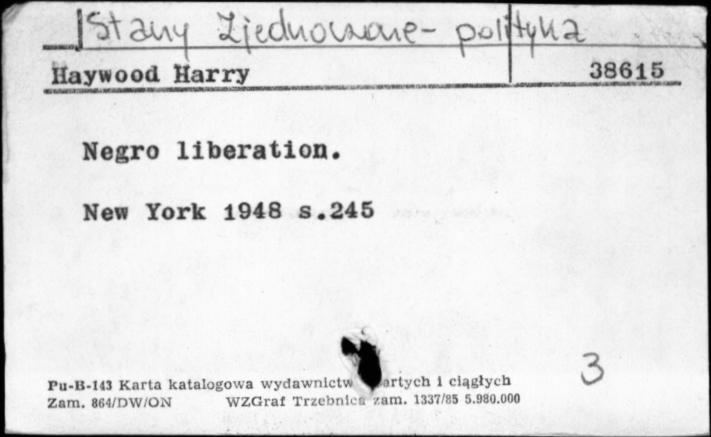 Stany Zjednoczone - polityka
Haywood Harry 38615
Negro liberation.
New York 1948 s.245
3
Pu-B-143 Karta katalogowa wydawnictw artych i ciągłych
Zam. 864/DW/ON WZGraf Trzebnica zam. 1337/85 5.980.000